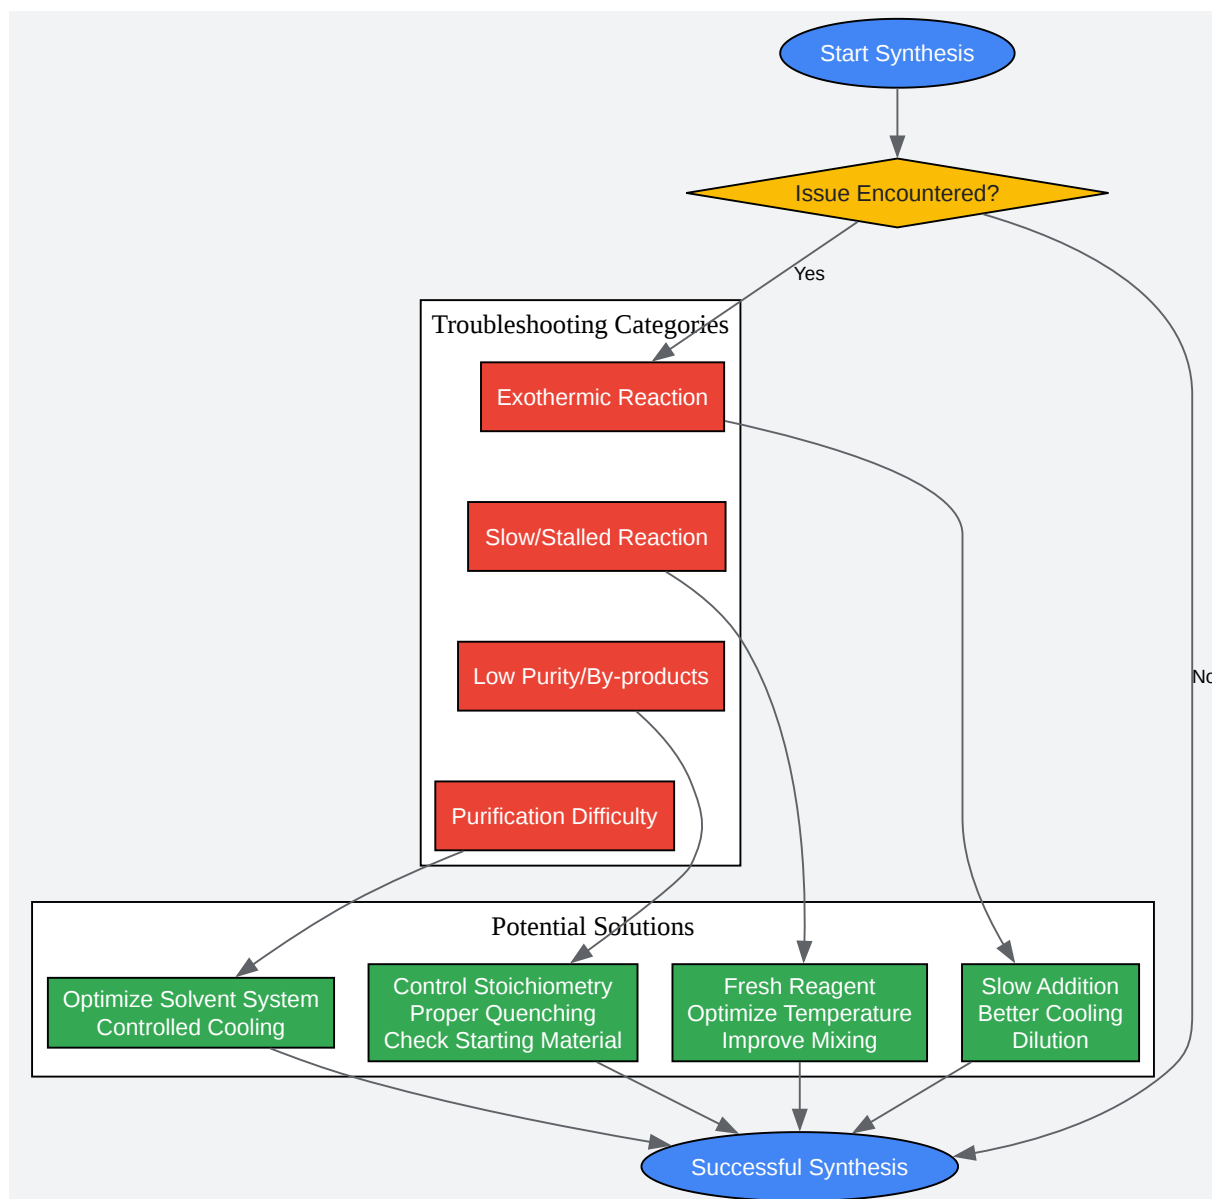 Start Synthesis
Issue Encountered?
Yes
Troubleshooting Categories
Exothermic Reaction
Slow/Stalled Reaction
Low Purity/By-products
No
Purification Difficulty
Potential Solutions
Optimize Solvent System
Controlled Cooling
Control Stoichiometry
Proper Quenching
Check Starting Material
Fresh Reagent
Optimize Temperature
Improve Mixing
Slow Addition
Better Cooling
Dilution
Successful Synthesis